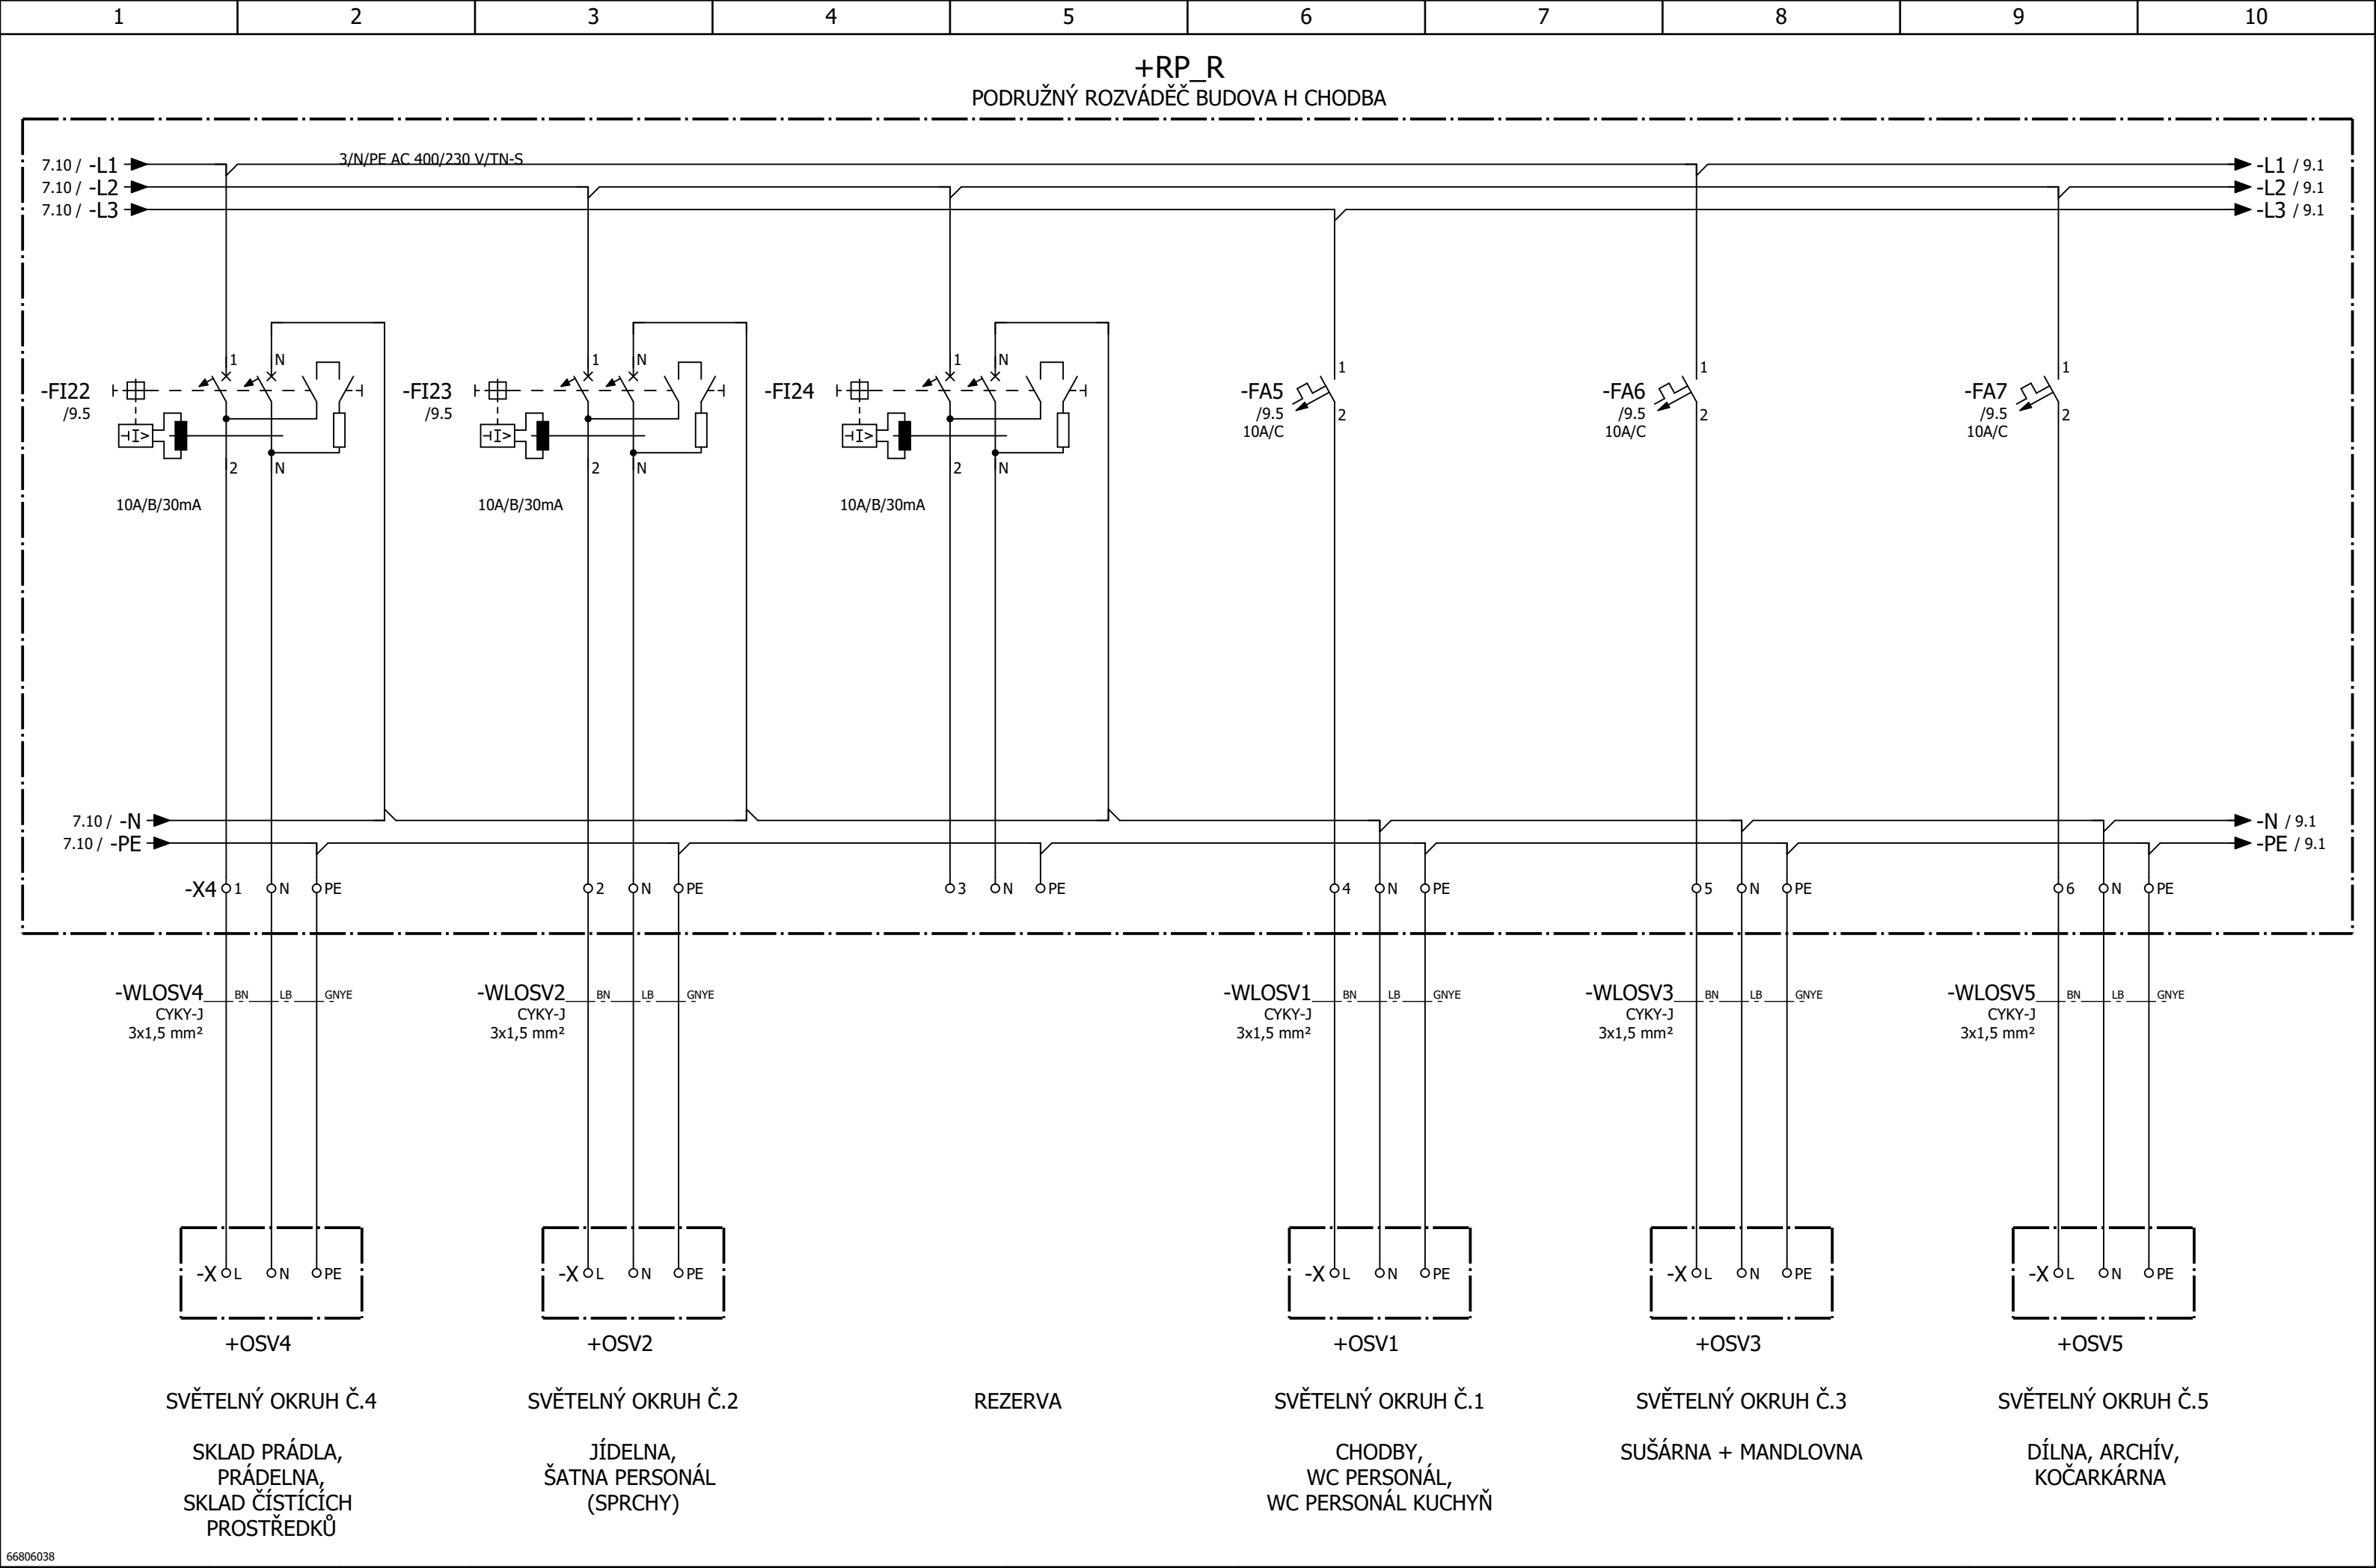 1 2 3 4 5 6 7 8 9 10
+RP_R
PODRUŽNÝ ROZVÁDĚČ BUDOVA H CHODBA
7.10 / -L1 3/N/PE AC 400/230 V/TN-S -L1 / 9.1
7.10 / -L2 -L2 / 9.1
7.10 / -L3 -L3 / 9.1
1 N 1 N 1 N 1 1 1
-FI22 -FI23 -FI24 -FA5 -FA6 -FA7
/9.5 /9.5 /9.5 2 /9.5 2 /9.5 2
10A/C 10A/C 10A/C
⊣I> ⊣I> ⊣I>
2 N 2 N 2 N
10A/B/30mA 10A/B/30mA 10A/B/30mA
7.10 / -N -N / 9.1
7.10 / -PE -PE / 9.1
-X4 1 N PE 2 N PE 3 N PE 4 N PE 5 N PE 6 N PE
-WLOSV4 BN LB GNYE -WLOSV2 BN LB GNYE -WLOSV1 BN LB GNYE -WLOSV3 BN LB GNYE -WLOSV5 BN LB GNYE
CYKY-J CYKY-J CYKY-J CYKY-J CYKY-J
3x1,5 mm² 3x1,5 mm² 3x1,5 mm² 3x1,5 mm² 3x1,5 mm²
-X L N PE -X L N PE -X L N PE -X L N PE -X L N PE
+OSV4 +OSV2 +OSV1 +OSV3 +OSV5
SVĚTELNÝ OKRUH Č.4 SVĚTELNÝ OKRUH Č.2 REZERVA SVĚTELNÝ OKRUH Č.1 SVĚTELNÝ OKRUH Č.3 SVĚTELNÝ OKRUH Č.5
SKLAD PRÁDLA, JÍDELNA, CHODBY, SUŠÁRNA + MANDLOVNA DÍLNA, ARCHÍV,
PRÁDELNA, ŠATNA PERSONÁL WC PERSONÁL, KOČARKÁRNA
SKLAD ČÍSTÍCÍCH (SPRCHY) WC PERSONÁL KUCHYŇ
PROSTŘEDKŮ
66806038